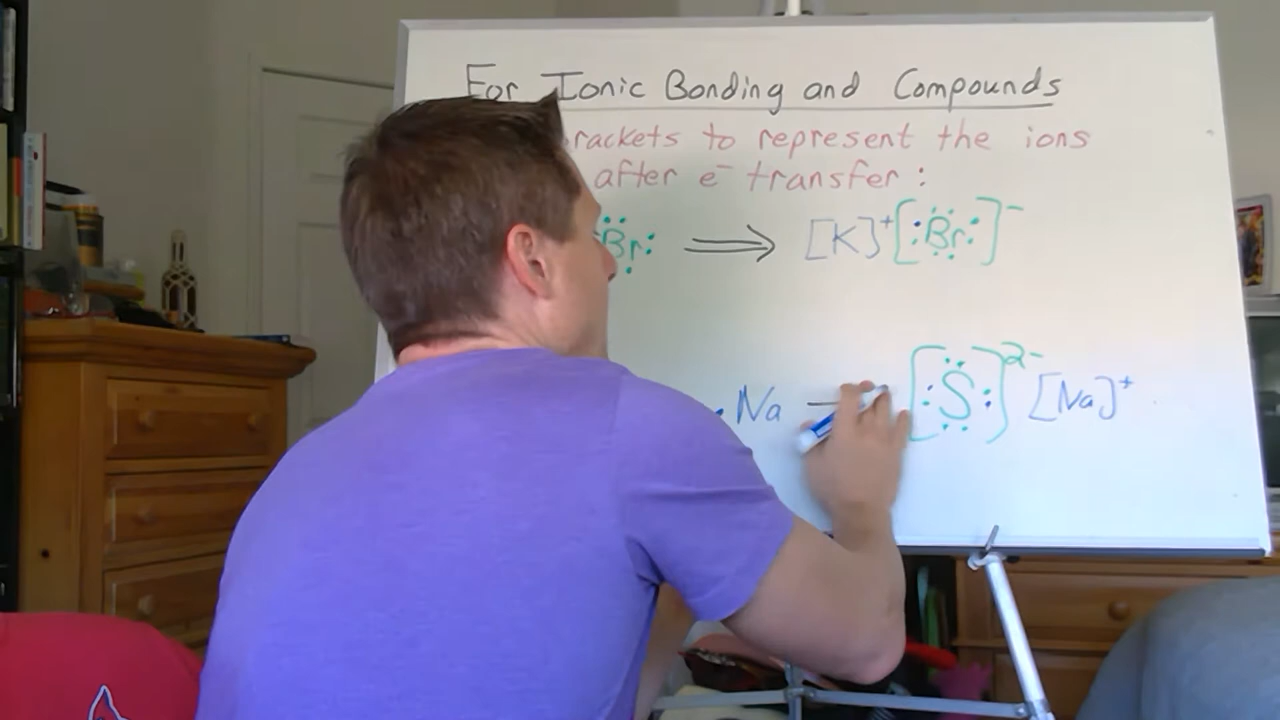 For Ionic Bonding and Compounds
rackets to represent the ions
after e⁻ transfer:
Br ⟹ [K]⁺[Br]⁻
Na [S]²⁻ [Na]⁺